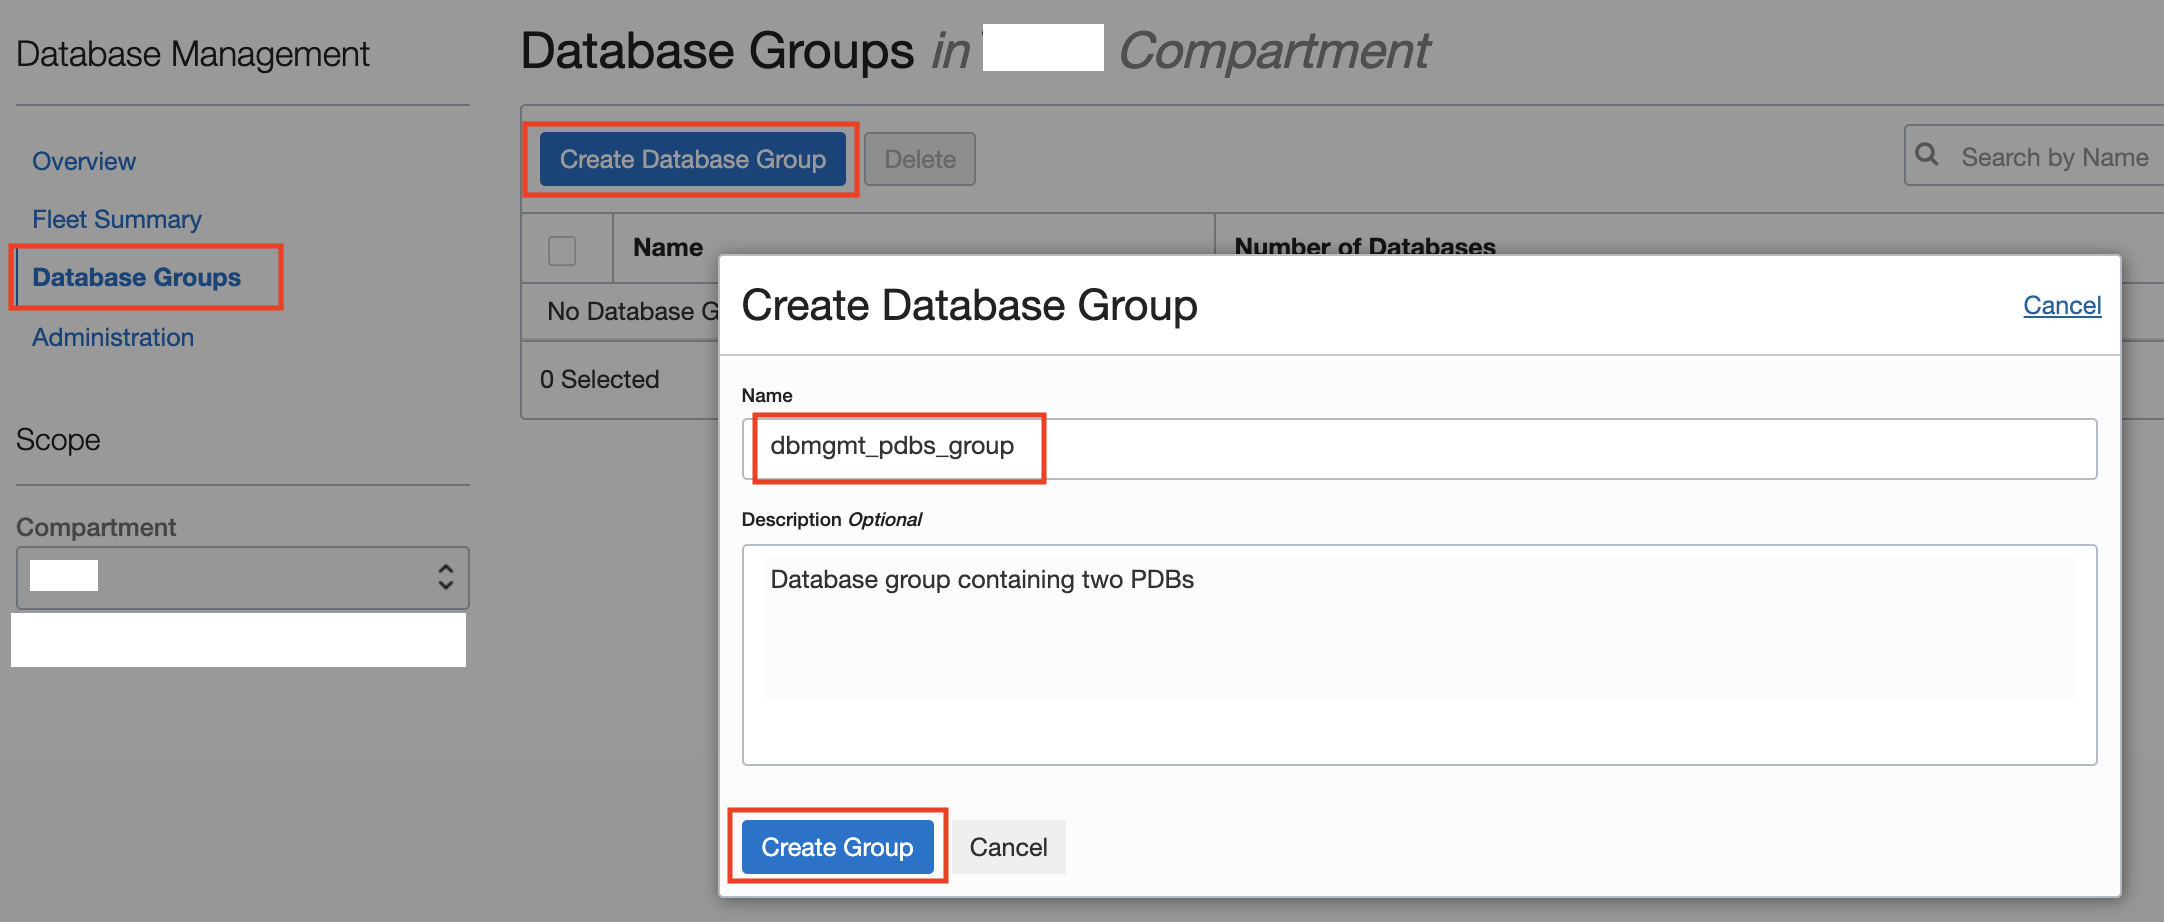 Database Management
Overview
Fleet Summary
Database Groups
Administration
Scope
Compartment
Database Groups in Compartment
Create Database Group
Delete
Search by Name
Name
Number of Databases
No Database G
0 Selected
Create Database Group
Cancel
Name
dbmgmt_pdbs_group
Description Optional
Database group containing two PDBs
Create Group
Cancel